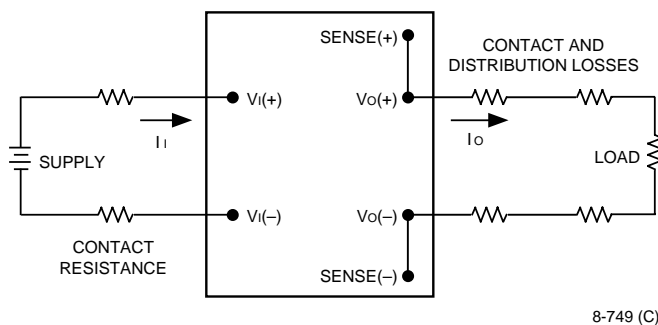 SENSE(+)
CONTACT AND
DISTRIBUTION LOSSES
VI(+)
VO(+)
II
IO
SUPPLY
LOAD
VI(–)
VO(–)
CONTACT
RESISTANCE
SENSE(–)
8-749 (C)